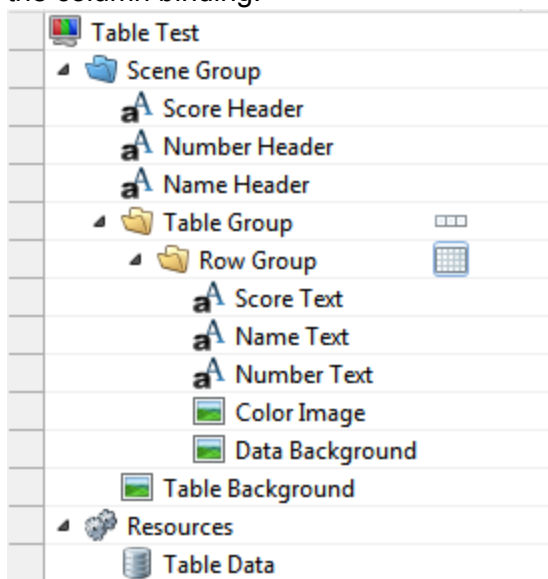 the column binding.
Table Test
Scene Group
Score Header
Number Header
Name Header
Table Group
Row Group
Score Text
Name Text
Number Text
Color Image
Data Background
Table Background
Resources
Table Data